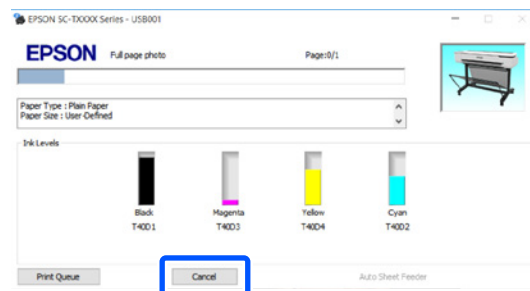 EPSON SC-TXXXX Series - USB001
EPSON Full page photo Page:0/1
Paper Type : Plain Paper
Paper Size : User-Defined
Ink Levels
Black Magenta Yellow Cyan
T40D1 T40D3 T40D4 T40D2
Print Queue Cancel Auto Sheet Feeder